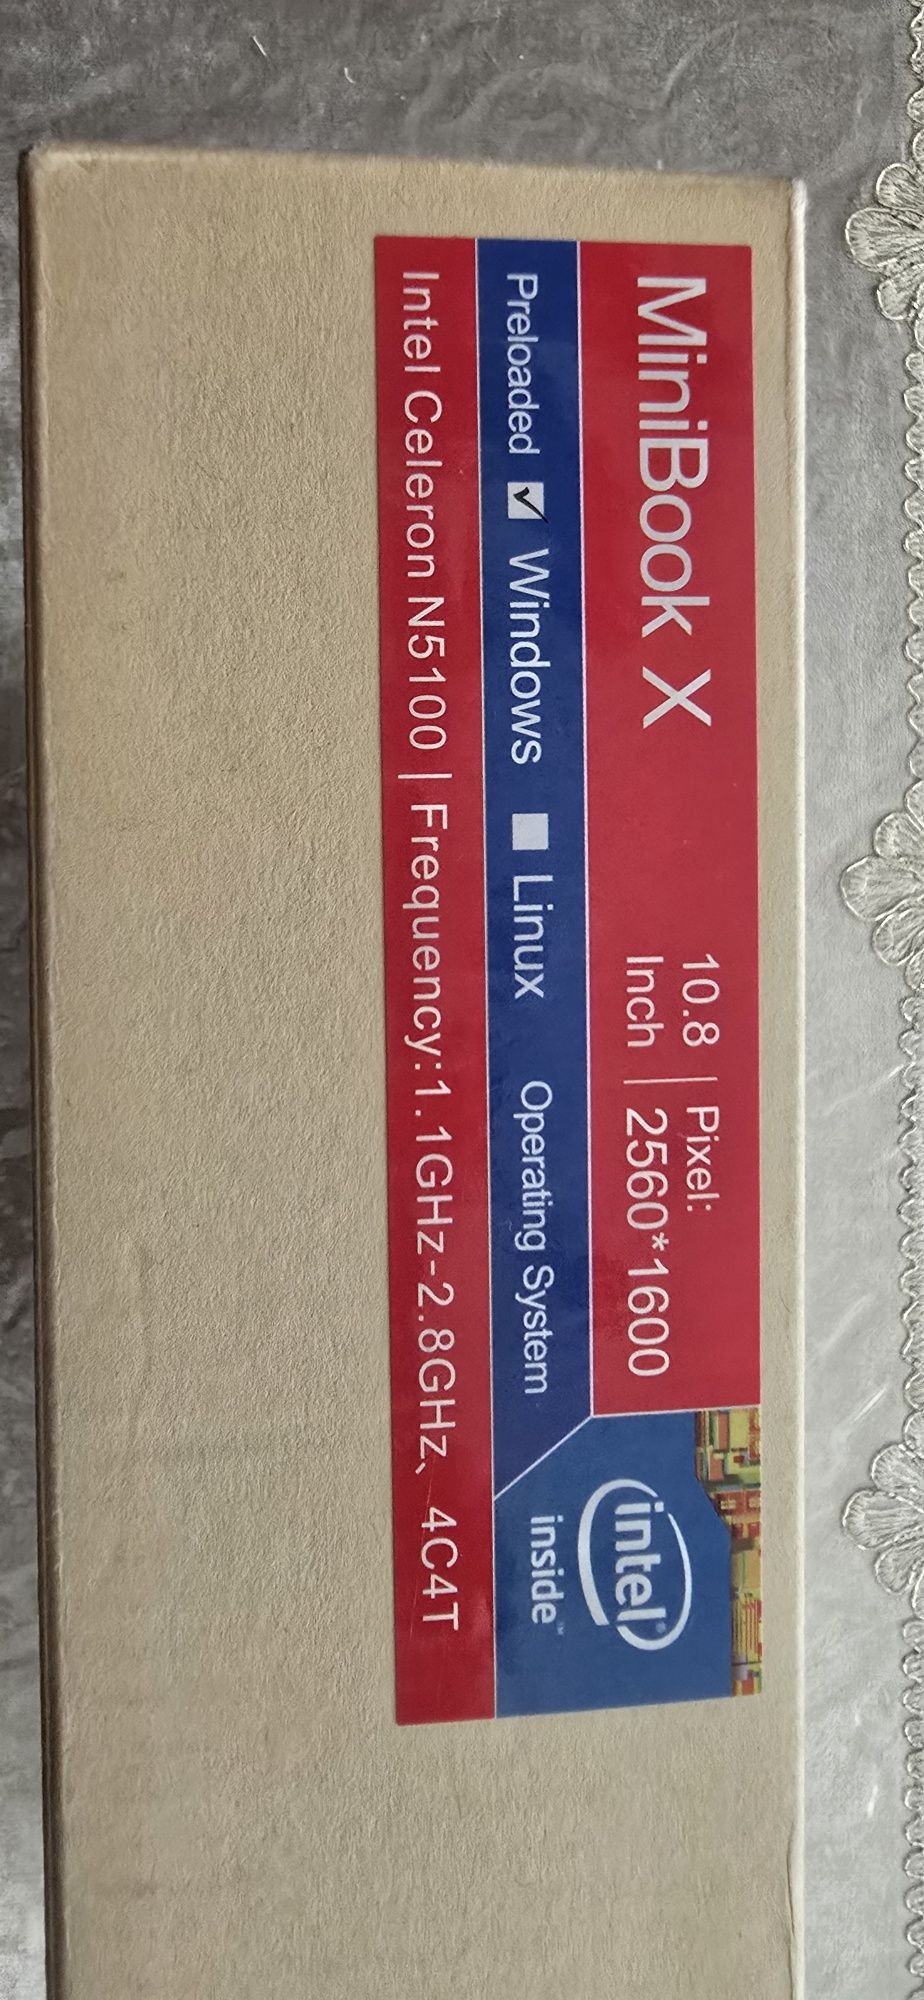 MiniBook X
10.8 | Pixel:
Inch | 2560*1600
Preloaded ✓ Windows Linux Operating System
intel®
inside™
Intel Celeron N5100 | Frequency:1.1GHz-2.8GHz、4C4T